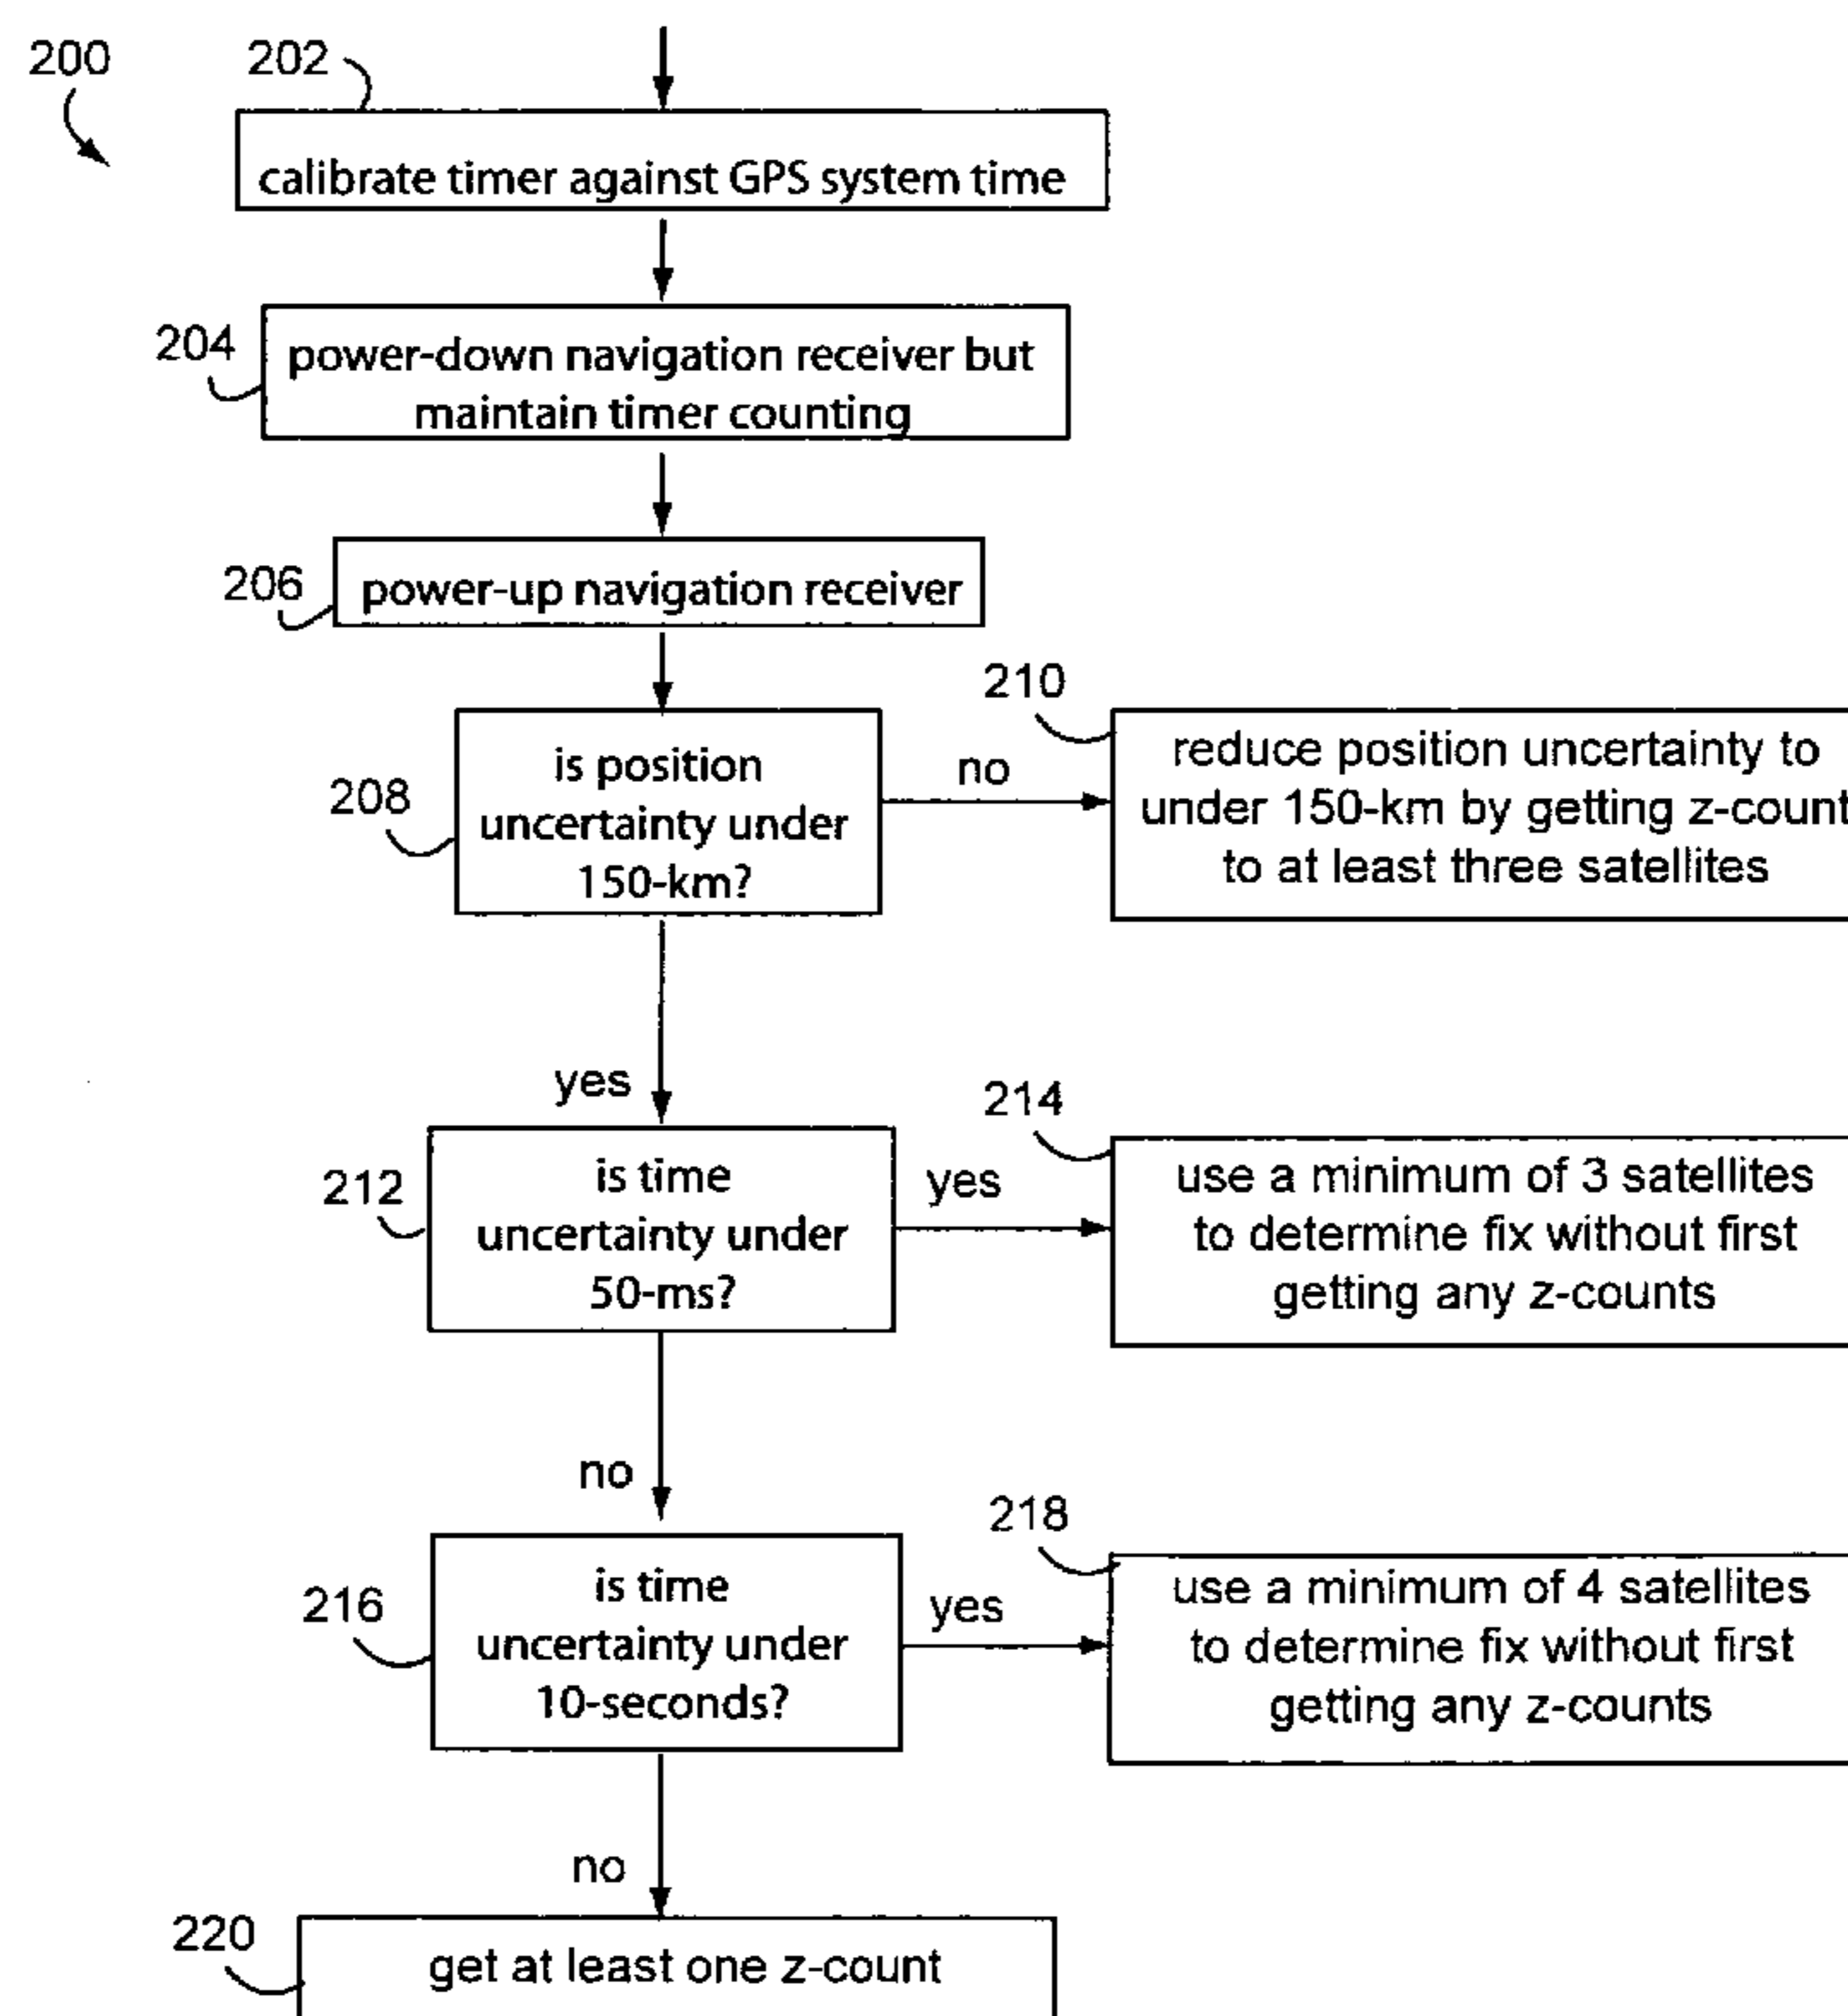 200
202
calibrate timer against GPS system time
204
power-down navigation receiver but
maintain timer counting
206
power-up navigation receiver
208
is position
uncertainty under
150-km?
no
210
reduce position uncertainty to
under 150-km by getting z-count
to at least three satellites
yes
212
is time
uncertainty under
50-ms?
yes
214
use a minimum of 3 satellites
to determine fix without first
getting any z-counts
no
216
is time
uncertainty under
10-seconds?
yes
218
use a minimum of 4 satellites
to determine fix without first
getting any z-counts
no
220
get at least one z-count